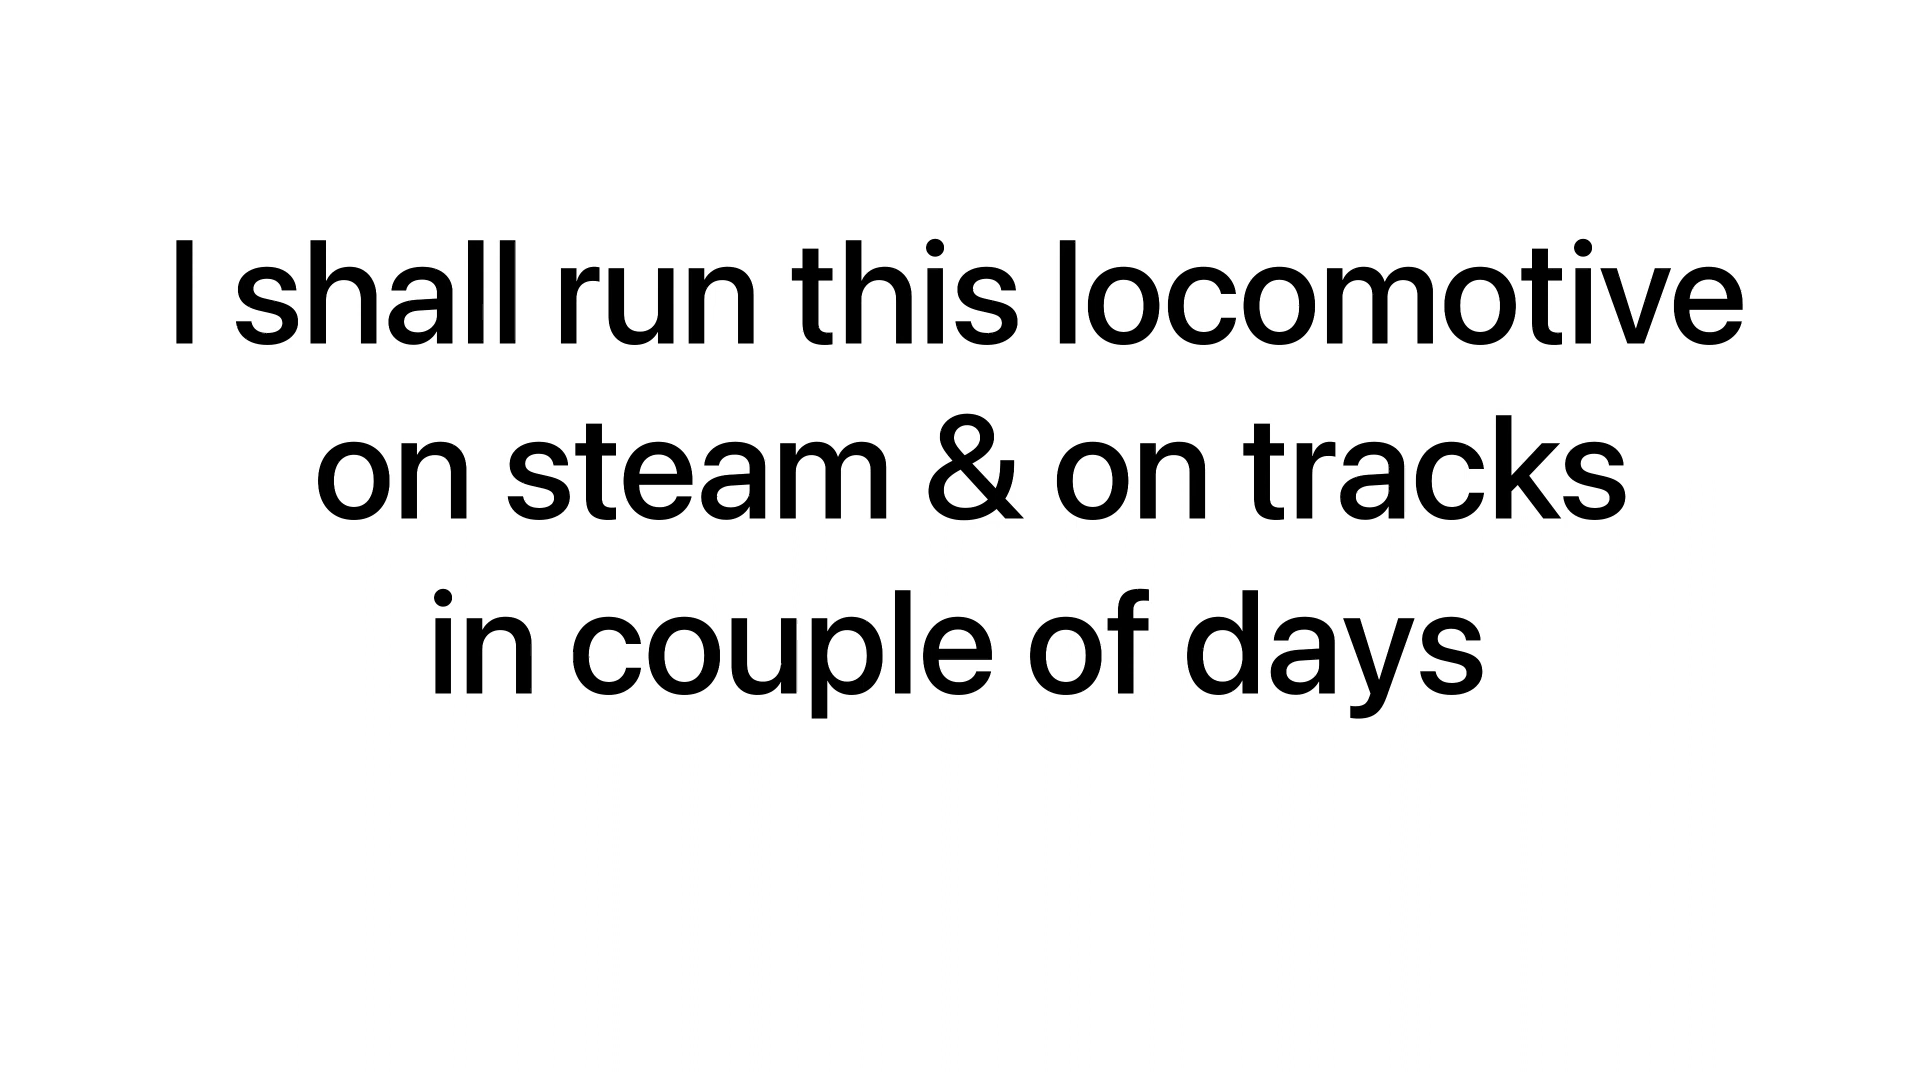 I shall run this locomotive
on steam & on tracks
in couple of days